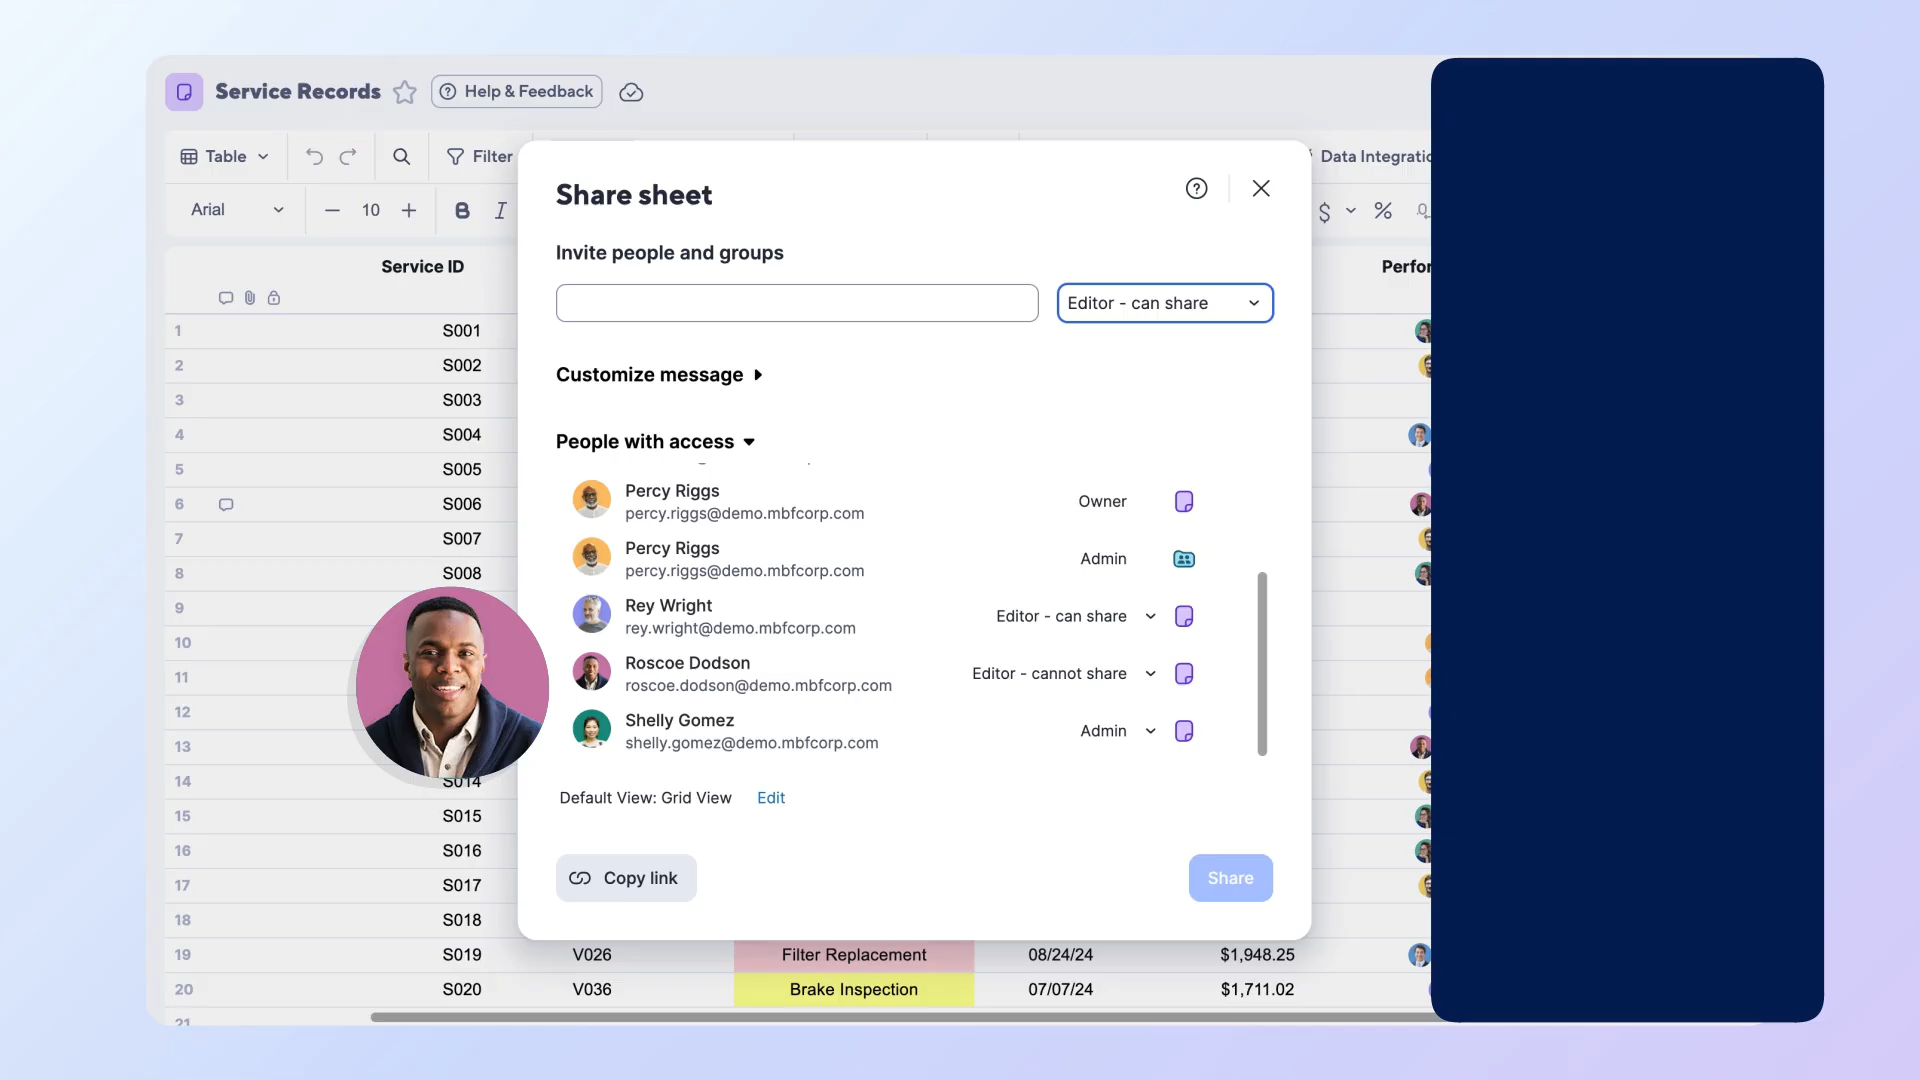 Service Records Help & Feedback
Table Filter Data Integratio
Arial 10 B I $ %
Share sheet
Invite people and groups
Editor - can share
Customize message
People with access
Percy Riggs
percy.riggs@demo.mbfcorp.com
Owner
Percy Riggs
percy.riggs@demo.mbfcorp.com
Admin
Rey Wright
rey.wright@demo.mbfcorp.com
Editor - can share
Roscoe Dodson
roscoe.dodson@demo.mbfcorp.com
Editor - cannot share
Shelly Gomez
shelly.gomez@demo.mbfcorp.com
Admin
Default View: Grid View Edit
Copy link Share
Service ID Perfor
1 S001
2 S002
3 S003
4 S004
5 S005
6 S006
7 S007
8 S008
9
10
11
12
13
14 S014
15 S015
16 S016
17 S017
18 S018
19 S019 V026 Filter Replacement 08/24/24 $1,948.25
20 S020 V036 Brake Inspection 07/07/24 $1,711.02
21